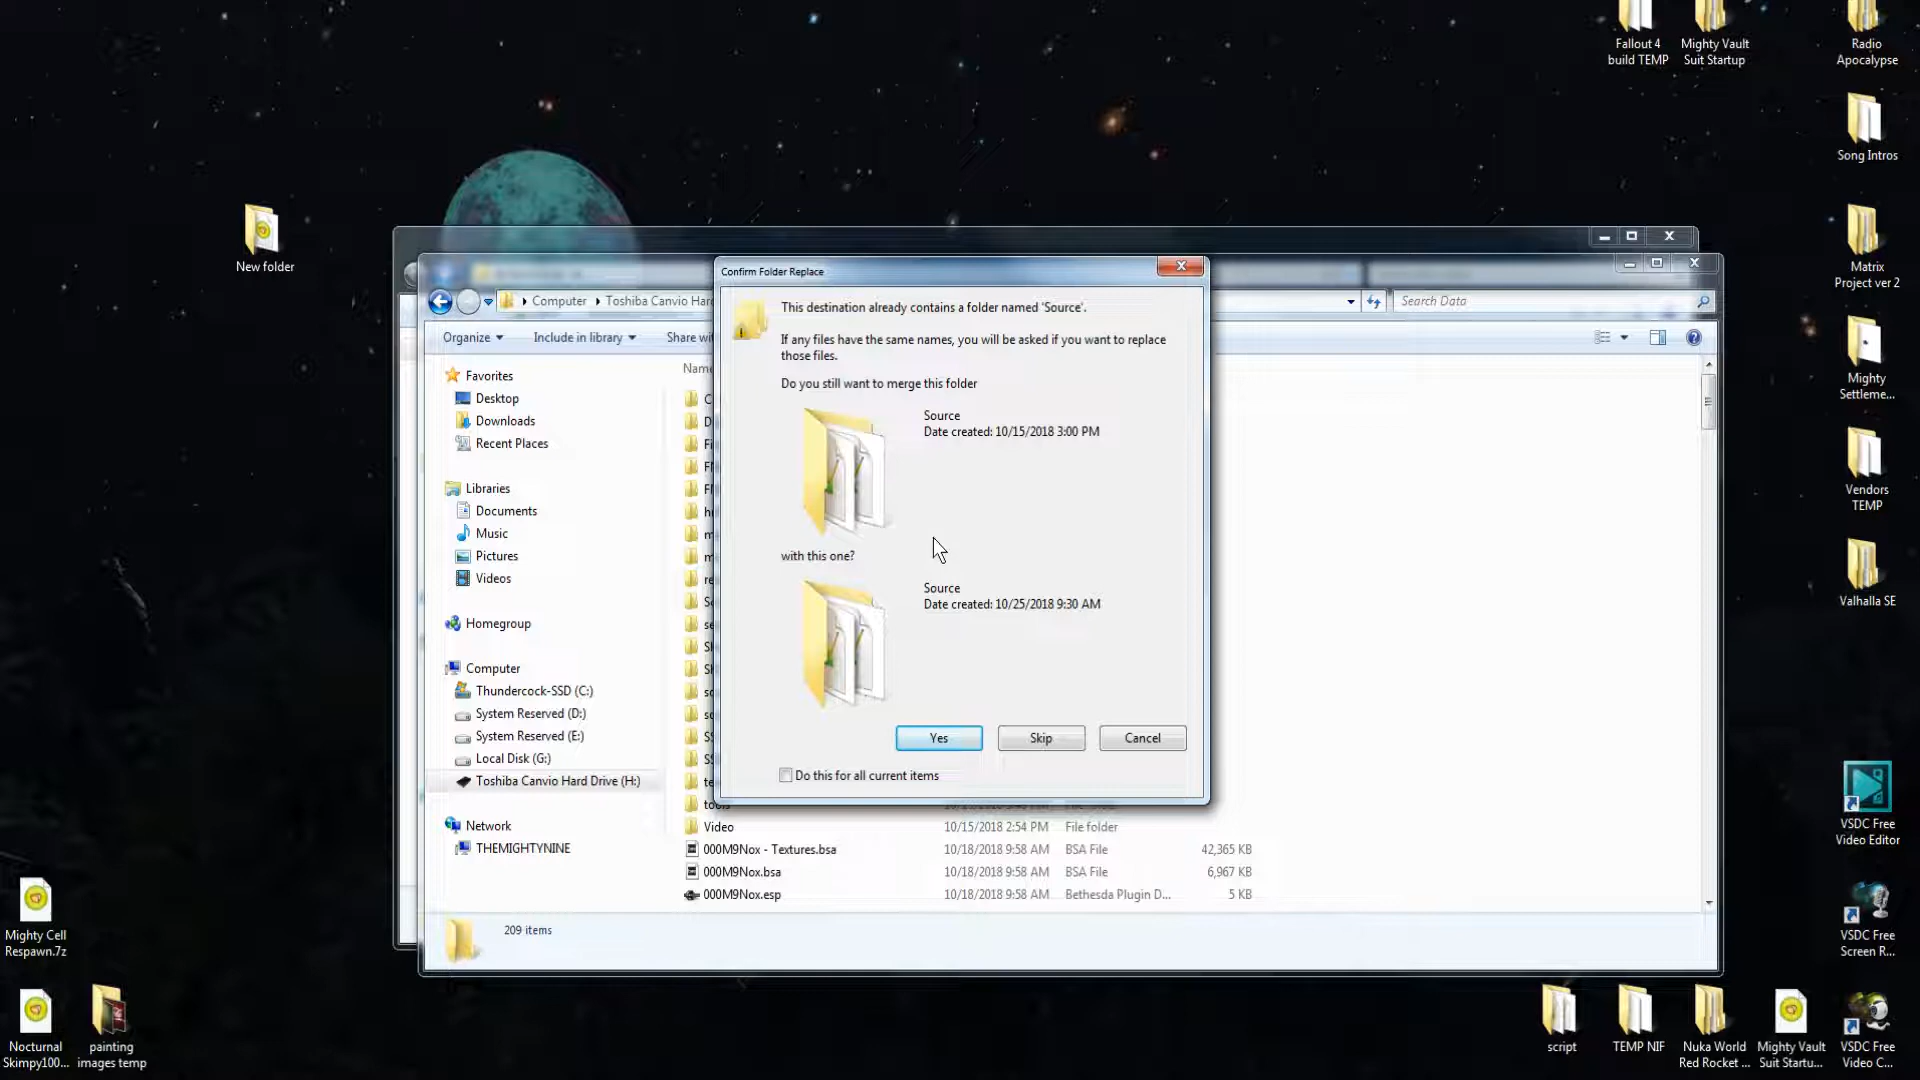 Fallout 4
build TEMP
Mighty Vault
Suit Startup
Radio
Apocalypse
Song Intros
Matrix
Project ver 2
Mighty
Settleme...
Vendors
TEMP
Valhalla SE
VSDC Free
Video Editor
VSDC Free
Screen R...
VSDC Free
Video C...
New folder
Mighty Cell
Respawn.7z
Nocturnal
Skimpy100...
painting
images temp
script
TEMP NIF
Nuka World
Red Rocket ...
Mighty Vault
Suit Startu...
Computer
Toshiba Canvio Hard
Search Data
Organize
Include in library
Share wi
Name
Favorites
Desktop
Downloads
Recent Places
Libraries
Documents
Music
Pictures
Videos
Homegroup
Computer
Thundercock-SSD (C:)
System Reserved (D:)
System Reserved (E:)
Local Disk (G:)
Toshiba Canvio Hard Drive (H:)
Network
THEMIGHTYNINE
Confirm Folder Replace
This destination already contains a folder named 'Source'.
If any files have the same names, you will be asked if you want to replace
those files.
Do you still want to merge this folder
Source
Date created: 10/15/2018 3:00 PM
with this one?
Source
Date created: 10/25/2018 9:30 AM
Yes
Skip
Cancel
Do this for all current items
Video 10/15/2018 2:54 PM File folder
000M9Nox - Textures.bsa 10/18/2018 9:58 AM BSA File 42,365 KB
000M9Nox.bsa 10/18/2018 9:58 AM BSA File 6,967 KB
000M9Nox.esp 10/18/2018 9:58 AM Bethesda Plugin D... 5 KB
209 items